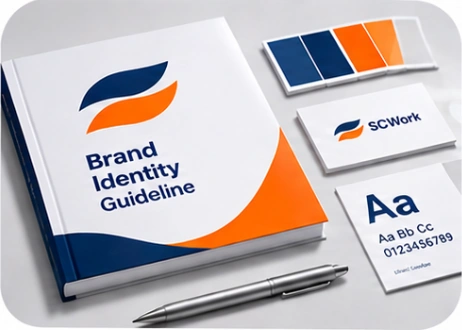 Brand
Identity
Guideline
SCWork
Aa
Aa Bb Cc
0123456789